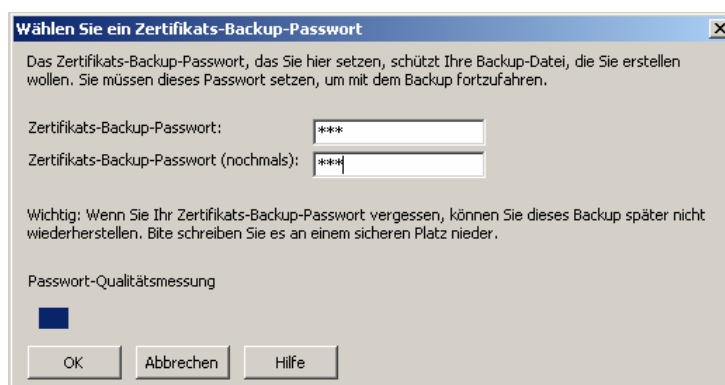 Wählen Sie ein Zertifikats-Backup-Passwort
Das Zertifikats-Backup-Passwort, das Sie hier setzen, schützt Ihre Backup-Datei, die Sie erstellen
wollen. Sie müssen dieses Passwort setzen, um mit dem Backup fortzufahren.
Zertifikats-Backup-Passwort: ***
Zertifikats-Backup-Passwort (nochmals): ***
Wichtig: Wenn Sie Ihr Zertifikats-Backup-Passwort vergessen, können Sie dieses Backup später nicht
wiederherstellen. Bite schreiben Sie es an einem sicheren Platz nieder.
Passwort-Qualitätsmessung
OK Abbrechen Hilfe